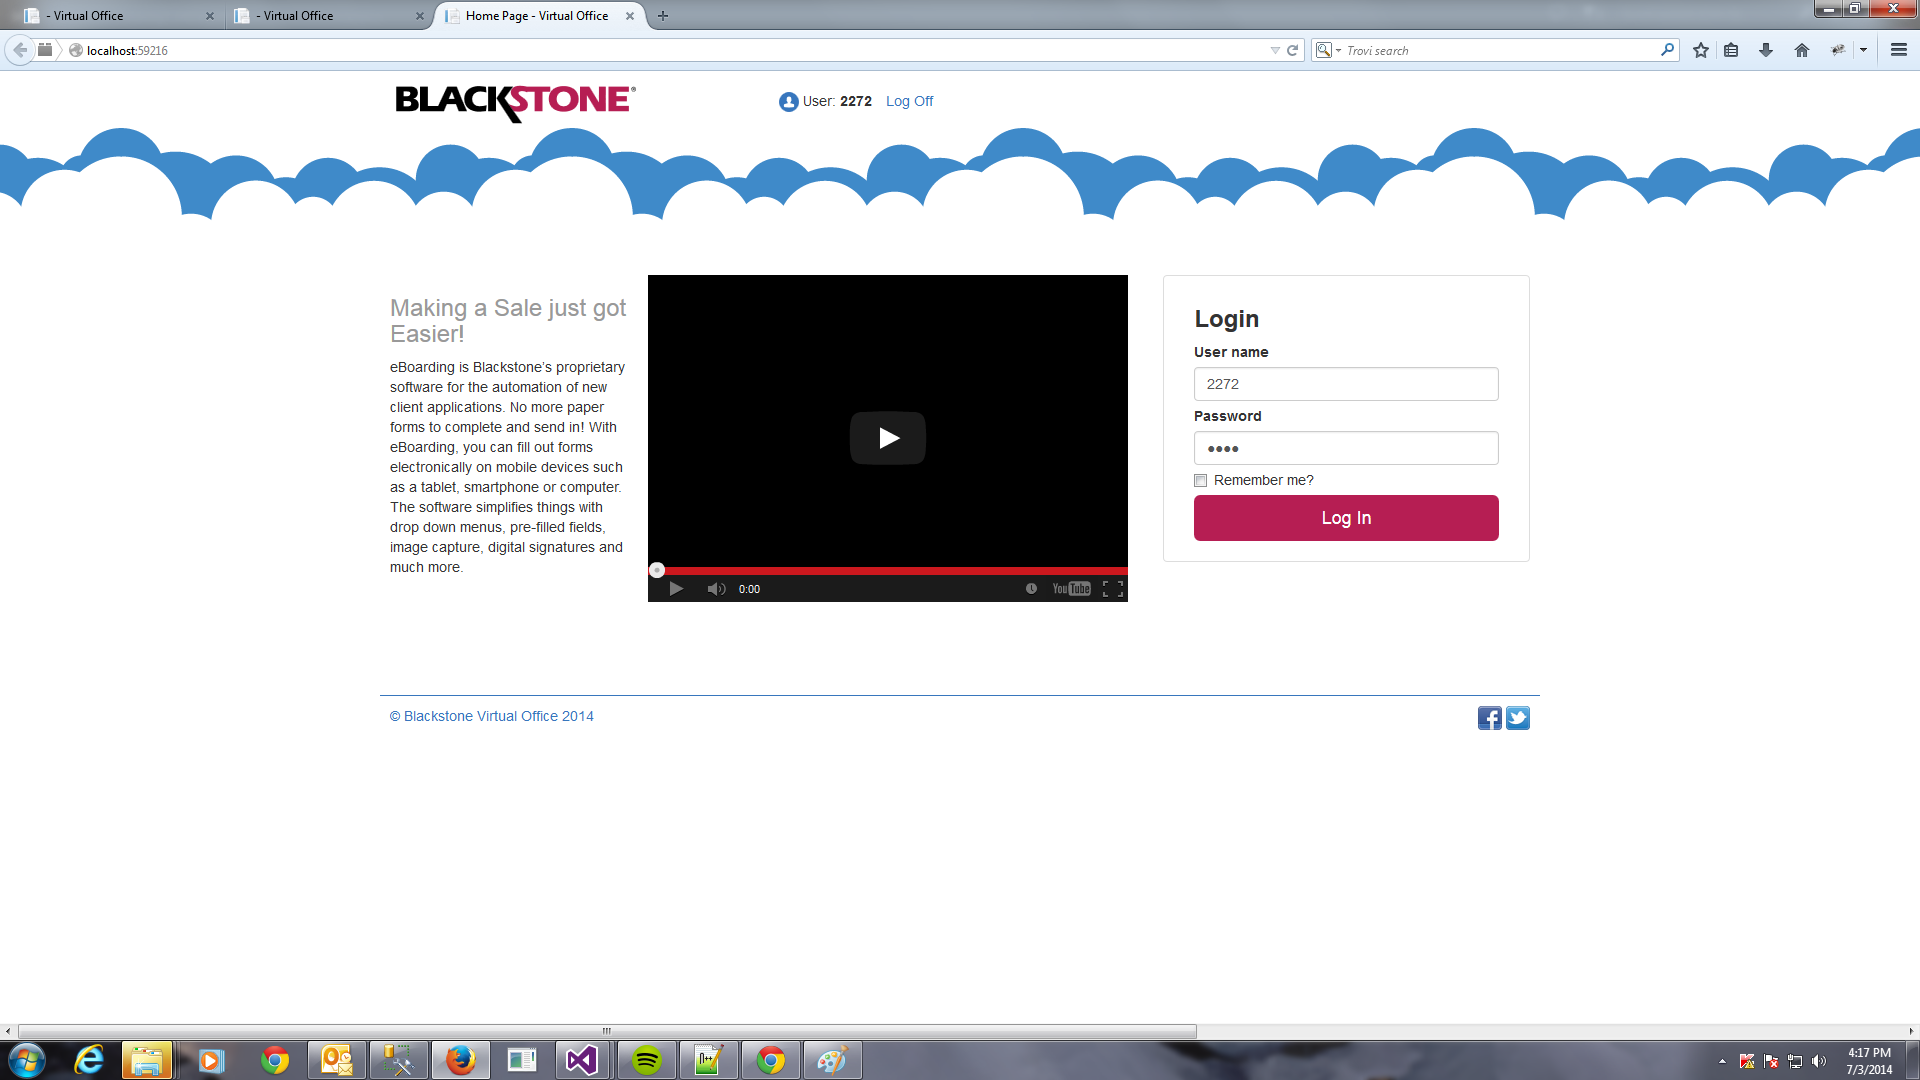 - Virtual Office
- Virtual Office
Home Page - Virtual Office
localhost:59216
Trovi search
BLACKSTONE®
User: 2272 Log Off
Making a Sale just got
Easier!
eBoarding is Blackstone’s proprietary
software for the automation of new
client applications. No more paper
forms to complete and send in! With
eBoarding, you can fill out forms
electronically on mobile devices such
as a tablet, smartphone or computer.
The software simplifies things with
drop down menus, pre-filled fields,
image capture, digital signatures and
much more.
0:00
YouTube
Login
User name
2272
Password
••••
Remember me?
Log In
© Blackstone Virtual Office 2014
4:17 PM
7/3/2014